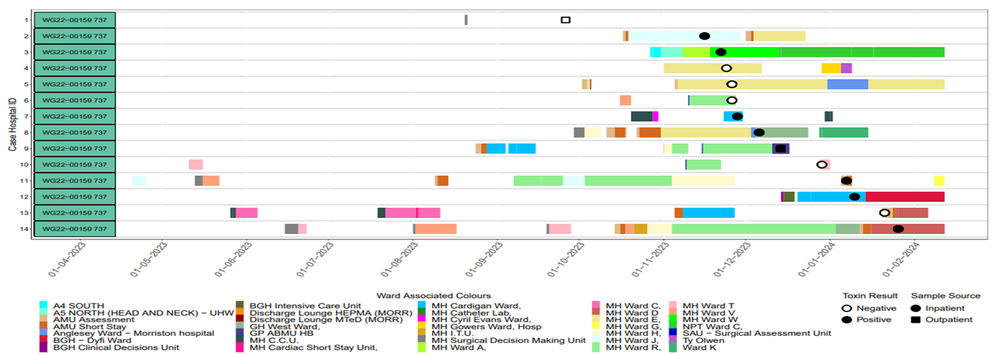 Case Hospital ID
1 WG22−00159 737
2 WG22−00159 737
3 WG22−00159 737
4 WG22−00159 737
5 WG22−00159 737
6 WG22−00159 737
7 WG22−00159 737
8 WG22−00159 737
9 WG22−00159 737
10 WG22−00159 737
11 WG22−00159 737
12 WG22−00159 737
13 WG22−00159 737
14 WG22−00159 737
01−04−2023 01−05−2023 01−06−2023 01−07−2023 01−08−2023 01−09−2023 01−10−2023 01−11−2023 01−12−2023 01−01−2024 01−02−2024
Ward Associated Colours
A4 SOUTH
A5 NORTH (HEAD AND NECK) − UHW
AMU Assessment
AMU Short Stay
Anglesey Ward − Morriston hospital
BGH − Dyfi Ward
BGH Clinical Decisions Unit
BGH Intensive Care Unit
Discharge Lounge HEPMA (MORR)
Discharge Lounge MTeD (MORR)
GH West Ward,
GP ABMU HB
MH C.C.U.
MH Cardiac Short Stay Unit,
MH Cardigan Ward,
MH Catheter Lab,
MH Cyril Evans Ward,
MH Gowers Ward, Hosp
MH I.T.U.
MH Surgical Decision Making Unit
MH Ward A,
MH Ward C,
MH Ward D,
MH Ward E,
MH Ward G,
MH Ward H,
MH Ward J,
MH Ward R,
MH Ward T
MH Ward V
MH Ward W
NPT Ward C,
SAU − Surgical Assessment Unit
Ty Olwen
Ward K
Toxin Result
Negative
Positive
Sample Source
Inpatient
Outpatient